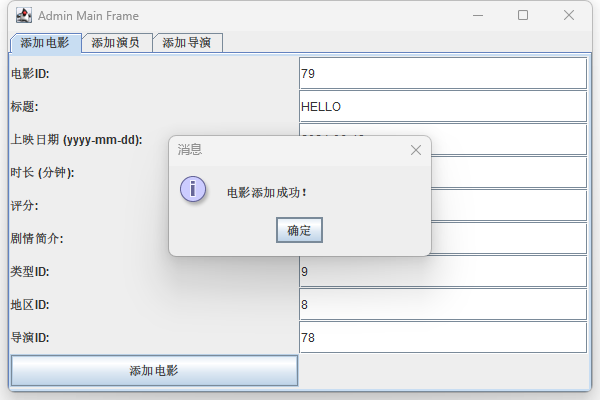 Admin Main Frame
添加电影 添加演员 添加导演
电影ID: 79
标题: HELLO
上映日期 (yyyy-mm-dd):
消息
时长 (分钟):
电影添加成功！
评分:
确定
剧情简介:
类型ID: 9
地区ID: 8
导演ID: 78
添加电影